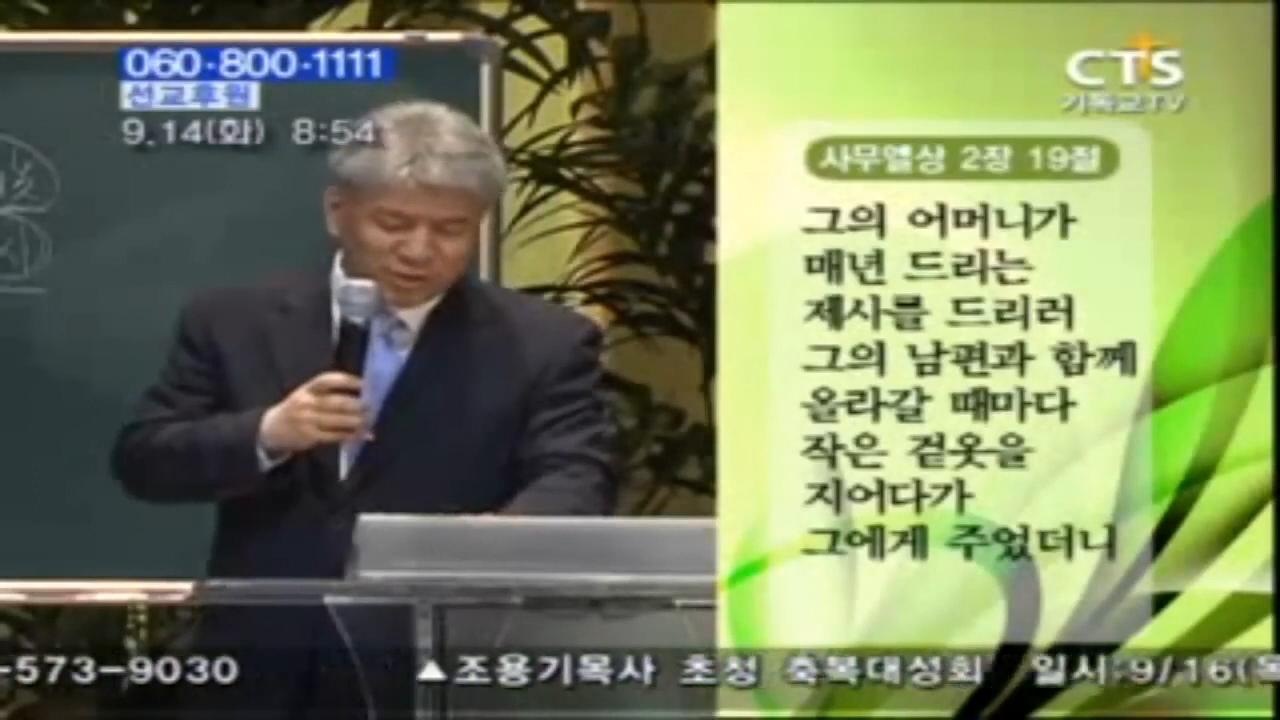 060·800·1111
선교후원
9.14(화) 8:54
CTS
기독교TV
사무엘상 2장 19절
그의 어머니가
매년 드리는
제사를 드리러
그의 남편과 함께
올라갈 때마다
작은 겉옷을
지어다가
그에게 주었더니
-573-9030 ▲조용기목사 초청 축복대성회 일시:9/16(목